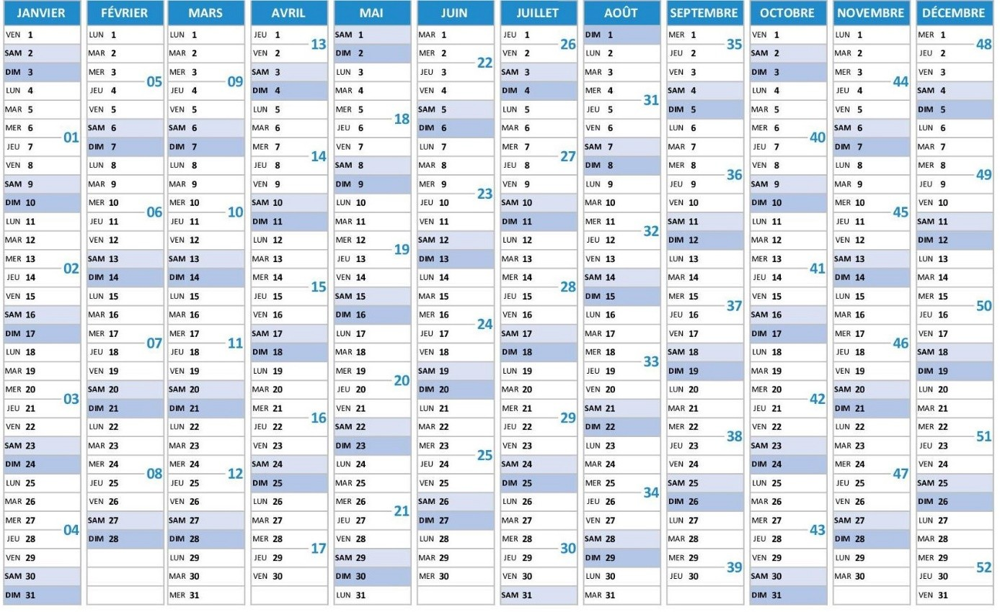 JANVIER FÉVRIER MARS AVRIL MAI JUIN JUILLET AOÛT SEPTEMBRE OCTOBRE NOVEMBRE DÉCEMBRE
VEN 1 LUN 1 LUN 1 JEU 1 SAM 1 MAR 1 JEU 1 DIM 1 MER 1 VEN 1 LUN 1 MER 1
13 26 35 48
SAM 2 MAR 2 MAR 2 VEN 2 DIM 2 MER 2 VEN 2 LUN 2 JEU 2 SAM 2 MAR 2 JEU 2
22
DIM 3 MER 3 MER 3 SAM 3 LUN 3 JEU 3 SAM 3 MAR 3 VEN 3 DIM 3 MER 3 VEN 3
05 09 44
LUN 4 JEU 4 JEU 4 DIM 4 MAR 4 VEN 4 DIM 4 MER 4 SAM 4 LUN 4 JEU 4 SAM 4
31
MAR 5 VEN 5 VEN 5 LUN 5 MER 5 SAM 5 LUN 5 JEU 5 DIM 5 MAR 5 VEN 5 DIM 5
18
MER 6 SAM 6 SAM 6 MAR 6 JEU 6 DIM 6 MAR 6 VEN 6 LUN 6 MER 6 SAM 6 LUN 6
01 40
JEU 7 DIM 7 DIM 7 MER 7 VEN 7 LUN 7 MER 7 SAM 7 MAR 7 JEU 7 DIM 7 MAR 7
14 27
VEN 8 LUN 8 LUN 8 JEU 8 SAM 8 MAR 8 JEU 8 DIM 8 MER 8 VEN 8 LUN 8 MER 8
36 49
SAM 9 MAR 9 MAR 9 VEN 9 DIM 9 MER 9 VEN 9 LUN 9 JEU 9 SAM 9 MAR 9 JEU 9
23
DIM 10 MER 10 MER 10 SAM 10 LUN 10 JEU 10 SAM 10 MAR 10 VEN 10 DIM 10 MER 10 VEN 10
06 10 45
LUN 11 JEU 11 JEU 11 DIM 11 MAR 11 VEN 11 DIM 11 MER 11 SAM 11 LUN 11 JEU 11 SAM 11
32
MAR 12 VEN 12 VEN 12 LUN 12 MER 12 SAM 12 LUN 12 JEU 12 DIM 12 MAR 12 VEN 12 DIM 12
19
MER 13 SAM 13 SAM 13 MAR 13 JEU 13 DIM 13 MAR 13 VEN 13 LUN 13 MER 13 SAM 13 LUN 13
02 41
JEU 14 DIM 14 DIM 14 MER 14 VEN 14 LUN 14 MER 14 SAM 14 MAR 14 JEU 14 DIM 14 MAR 14
15 28
VEN 15 LUN 15 LUN 15 JEU 15 SAM 15 MAR 15 JEU 15 DIM 15 MER 15 VEN 15 LUN 15 MER 15
37 50
SAM 16 MAR 16 MAR 16 VEN 16 DIM 16 MER 16 VEN 16 LUN 16 JEU 16 SAM 16 MAR 16 JEU 16
24
DIM 17 MER 17 MER 17 SAM 17 LUN 17 JEU 17 SAM 17 MAR 17 VEN 17 DIM 17 MER 17 VEN 17
07 11 46
LUN 18 JEU 18 JEU 18 DIM 18 MAR 18 VEN 18 DIM 18 MER 18 SAM 18 LUN 18 JEU 18 SAM 18
33
MAR 19 VEN 19 VEN 19 LUN 19 MER 19 SAM 19 LUN 19 JEU 19 DIM 19 MAR 19 VEN 19 DIM 19
20
MER 20 SAM 20 SAM 20 MAR 20 JEU 20 DIM 20 MAR 20 VEN 20 LUN 20 MER 20 SAM 20 LUN 20
03 42
JEU 21 DIM 21 DIM 21 MER 21 VEN 21 LUN 21 MER 21 SAM 21 MAR 21 JEU 21 DIM 21 MAR 21
16 29
VEN 22 LUN 22 LUN 22 JEU 22 SAM 22 MAR 22 JEU 22 DIM 22 MER 22 VEN 22 LUN 22 MER 22
38 51
SAM 23 MAR 23 MAR 23 VEN 23 DIM 23 MER 23 VEN 23 LUN 23 JEU 23 SAM 23 MAR 23 JEU 23
25
DIM 24 MER 24 MER 24 SAM 24 LUN 24 JEU 24 SAM 24 MAR 24 VEN 24 DIM 24 MER 24 VEN 24
08 12 47
LUN 25 JEU 25 JEU 25 DIM 25 MAR 25 VEN 25 DIM 25 MER 25 SAM 25 LUN 25 JEU 25 SAM 25
34
MAR 26 VEN 26 VEN 26 LUN 26 MER 26 SAM 26 LUN 26 JEU 26 DIM 26 MAR 26 VEN 26 DIM 26
21
MER 27 SAM 27 SAM 27 MAR 27 JEU 27 DIM 27 MAR 27 VEN 27 LUN 27 MER 27 SAM 27 LUN 27
04 43
JEU 28 DIM 28 DIM 28 MER 28 VEN 28 LUN 28 MER 28 SAM 28 MAR 28 JEU 28 DIM 28 MAR 28
17 30
VEN 29 LUN 29 JEU 29 SAM 29 MAR 29 JEU 29 DIM 29 MER 29 VEN 29 LUN 29 MER 29
39 52
SAM 30 MAR 30 VEN 30 DIM 30 MER 30 VEN 30 LUN 30 JEU 30 SAM 30 MAR 30 JEU 30
DIM 31 MER 31 LUN 31 SAM 31 MAR 31 DIM 31 VEN 31